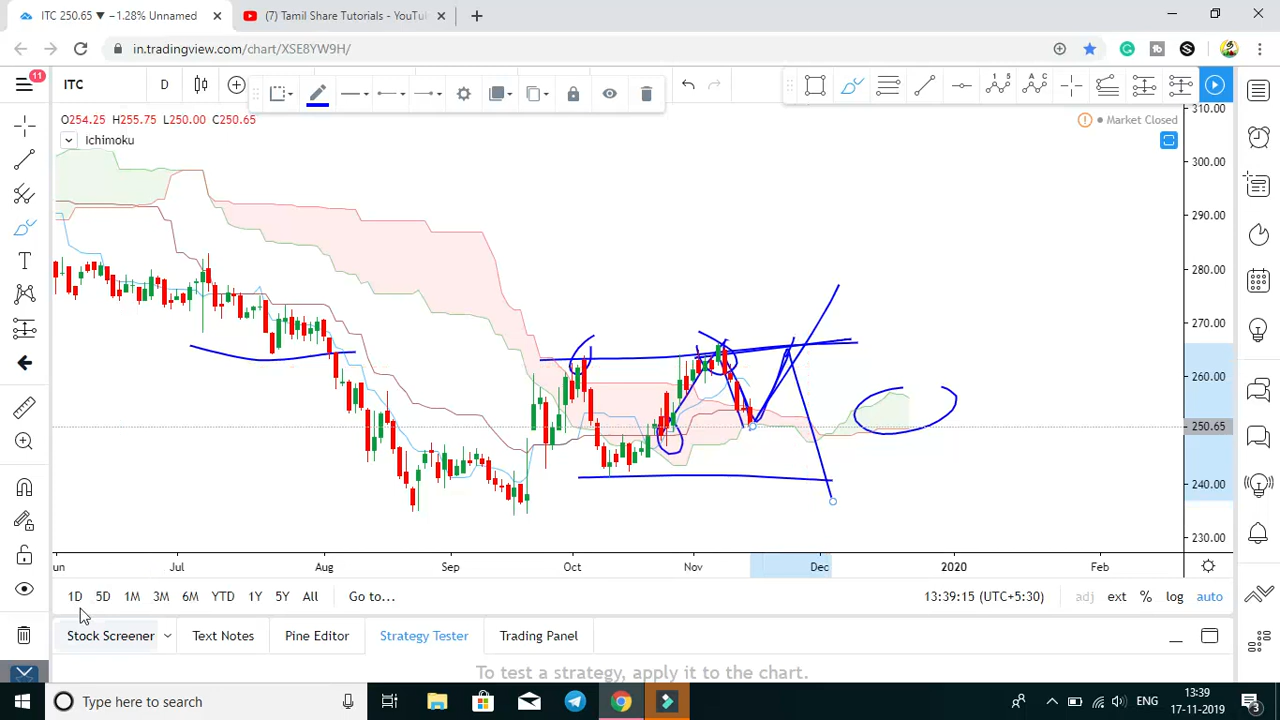 ITC 250.65 ▼ −1.28% Unnamed
(7) Tamil Share Tutorials - YouTu
in.tradingview.com/chart/XSE8YW9H/
11
ITC
D
O254.25 H255.75 L250.00 C250.65
Market Closed
Ichimoku
310.00
300.00
290.00
280.00
270.00
260.00
250.65
240.00
230.00
un
Jul
Aug
Sep
Oct
Nov
Dec
2020
Feb
1D 5D 1M 3M 6M YTD 1Y 5Y All Go to...
13:39:15 (UTC+5:30) adj ext % log auto
Stock Screener Text Notes Pine Editor Strategy Tester Trading Panel
To test a strategy, apply it to the chart.
Type here to search
ENG
13:39
17-11-2019